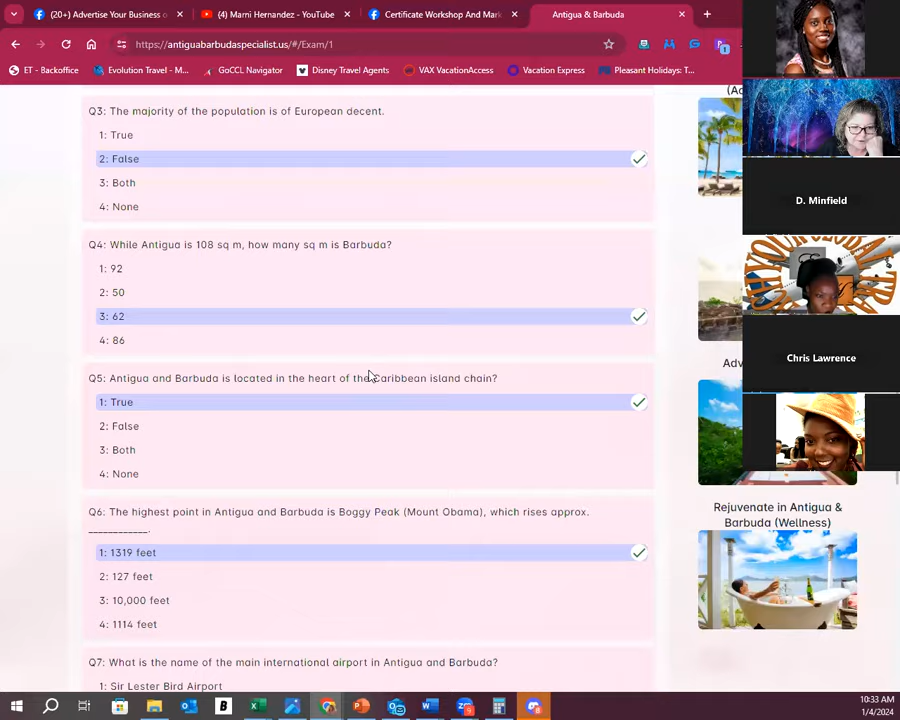 (20+) Advertise Your Business o
(4) Marni Hernandez - YouTube
Certificate Workshop And Mark
Antigua & Barbuda
https://antiguabarbudaspecialist.us/#/Exam/1
ET - Backoffice
Evolution Travel - M...
GoCCL Navigator
Disney Travel Agents
VAX VacationAccess
Vacation Express
Pleasant Holidays: T...
Q3: The majority of the population is of European decent.
1: True
2: False
3: Both
4: None
Q4: While Antigua is 108 sq m, how many sq m is Barbuda?
1: 92
2: 50
3: 62
4: 86
Q5: Antigua and Barbuda is located in the heart of the Caribbean island chain?
1: True
2: False
3: Both
4: None
Q6: The highest point in Antigua and Barbuda is Boggy Peak (Mount Obama), which rises approx.
____________.
1: 1319 feet
2: 127 feet
3: 10,000 feet
4: 1114 feet
Q7: What is the name of the main international airport in Antigua and Barbuda?
1: Sir Lester Bird Airport
(Ac
Adv
Rejuvenate in Antigua &
Barbuda (Wellness)
D. Minfield
Chris Lawrence
10:33 AM
1/4/2024